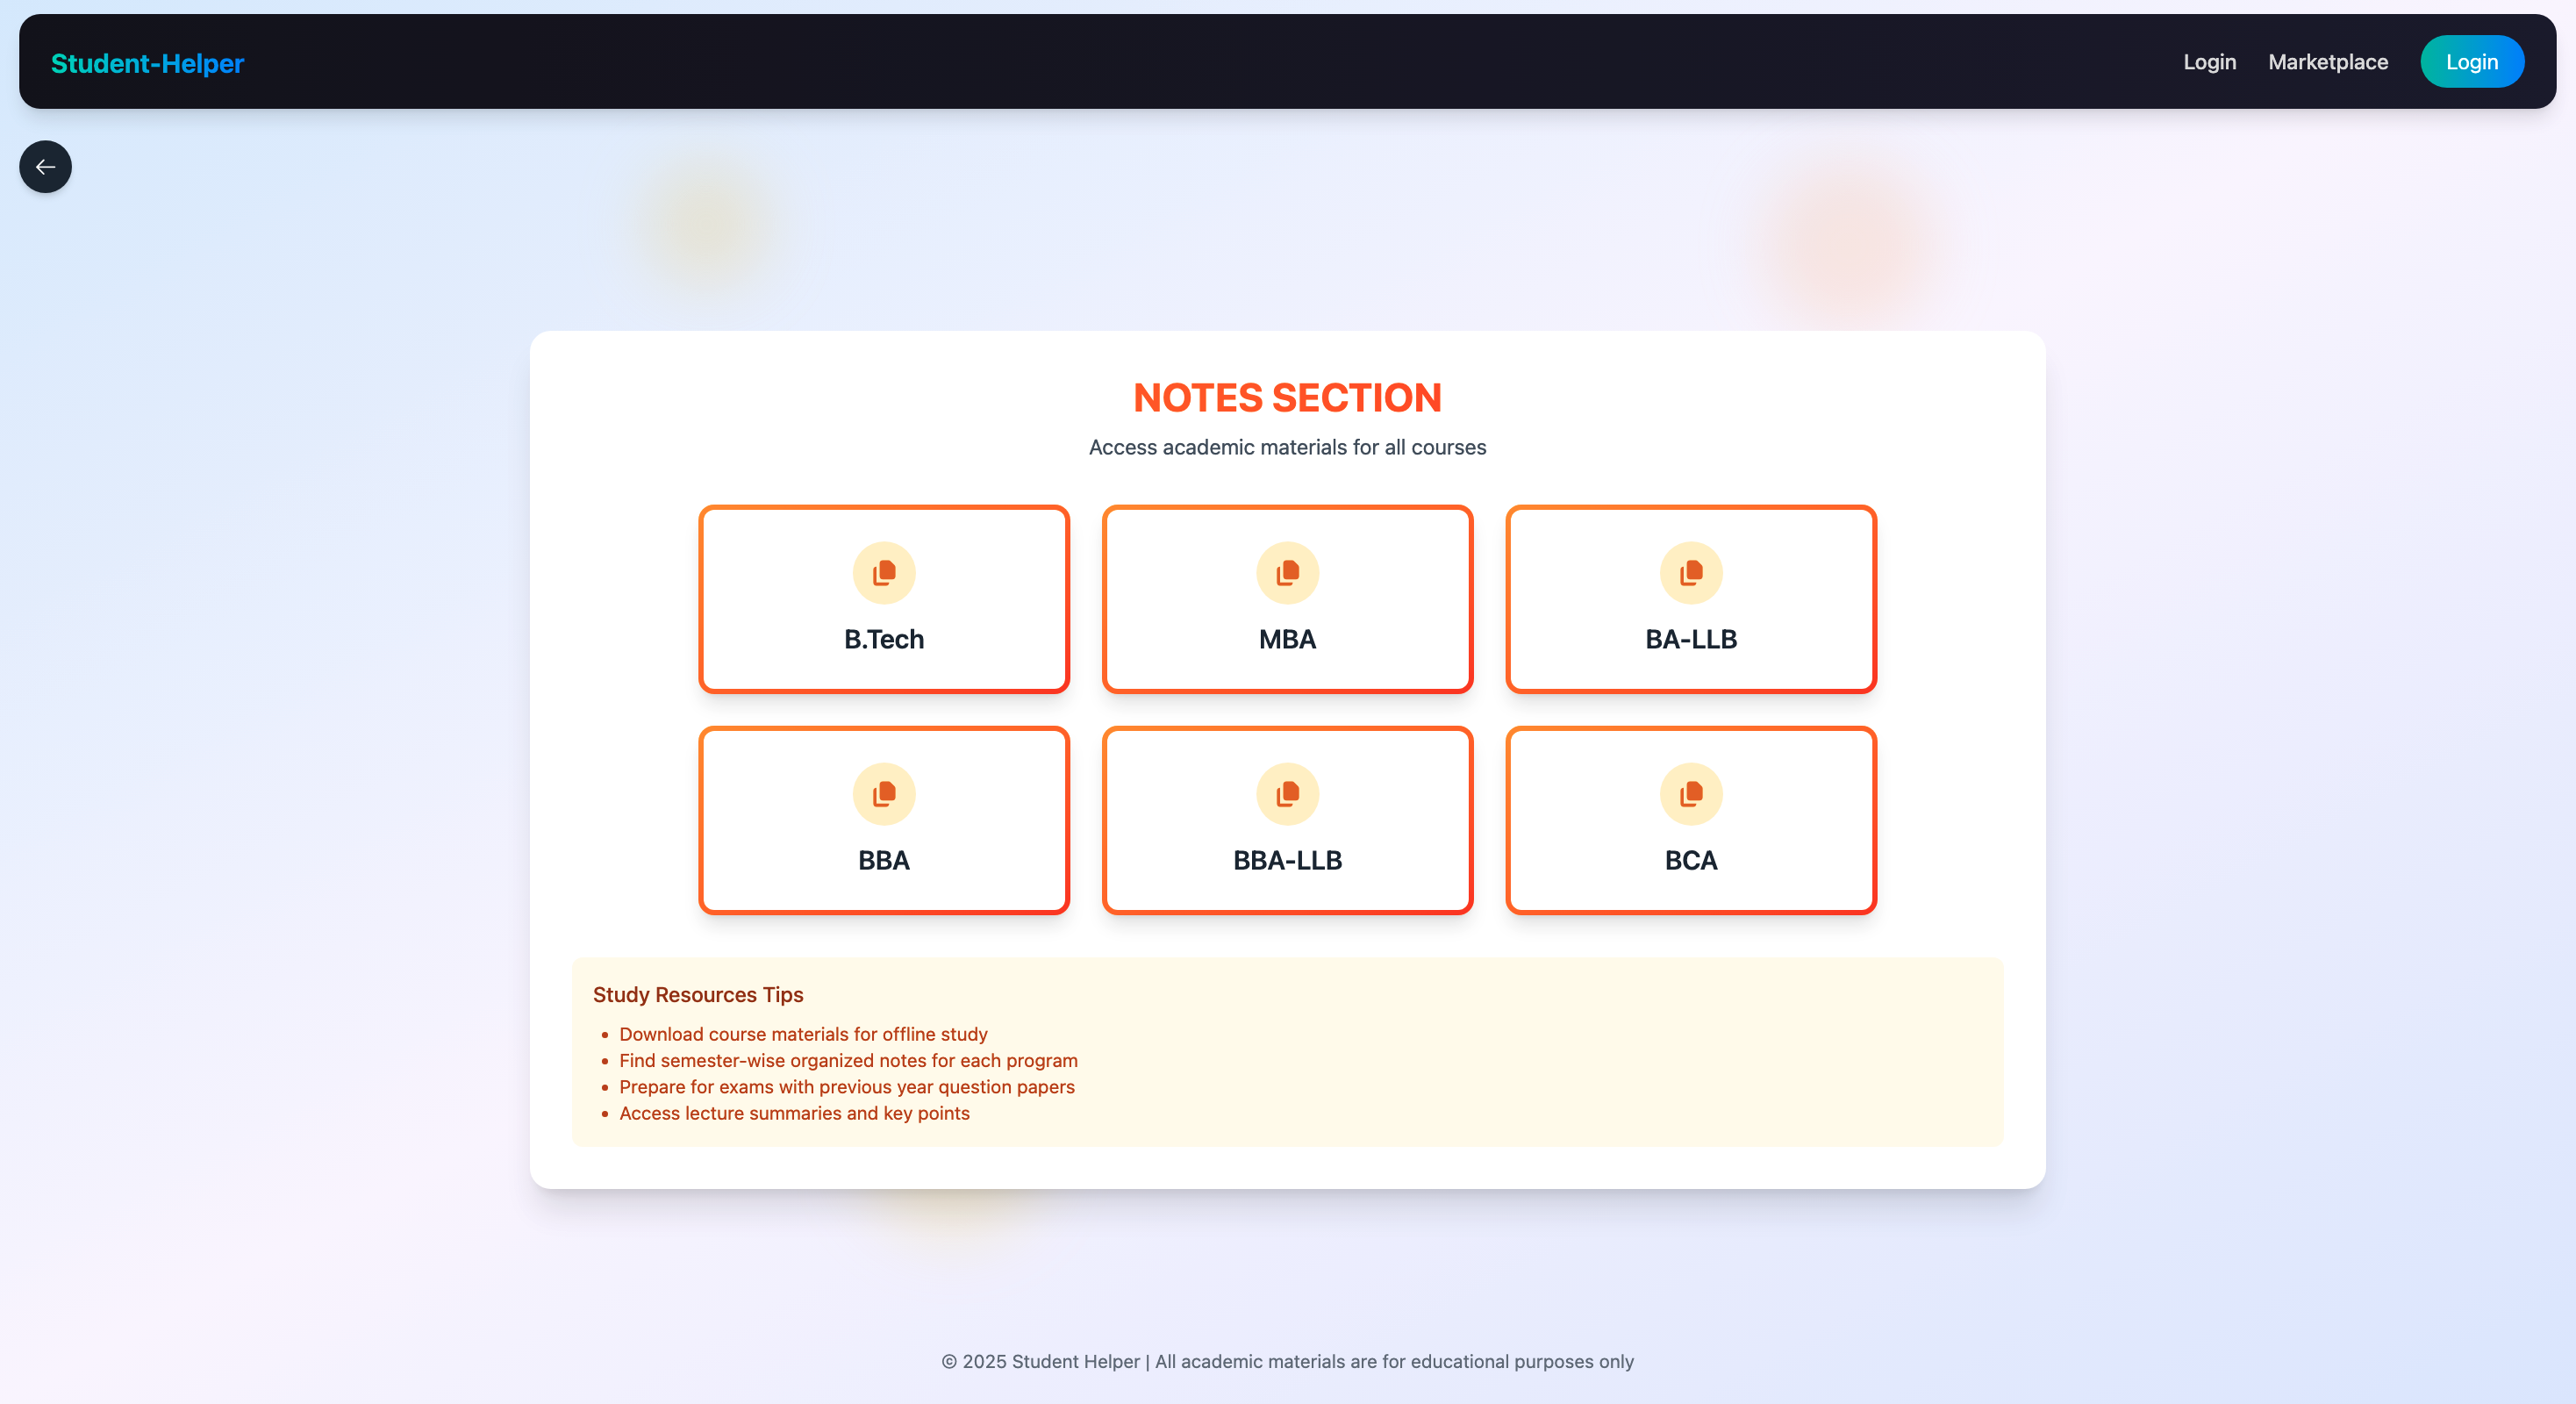 Student-Helper
Login
Marketplace
Login
NOTES SECTION
Access academic materials for all courses
B.Tech
MBA
BA-LLB
BBA
BBA-LLB
BCA
Study Resources Tips
Download course materials for offline study
Find semester-wise organized notes for each program
Prepare for exams with previous year question papers
Access lecture summaries and key points
© 2025 Student Helper | All academic materials are for educational purposes only